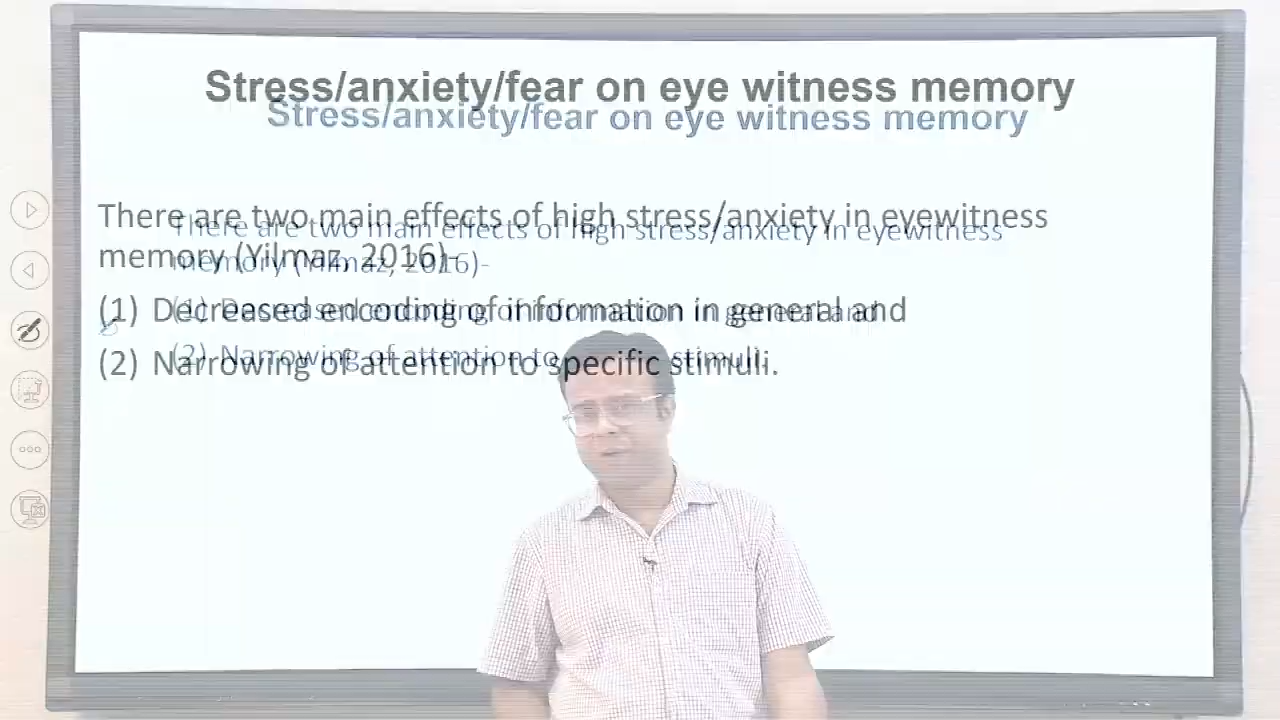 Stress/anxiety/fear on eye witness memory
Stress/anxiety/fear on eye witness memory
There are two main effects of high stress/anxiety in eyewitness
memory (Yilmaz, 2016)-
(1) Decreased encoding of information in general and
(2) Narrowing of attention to specific stimuli.
There are two main effects of high stress/anxiety in eyewitness
memory (Yilmaz, 2016)-
(1) Decreased encoding of information in general and
(2) Narrowing of attention to stimuli.